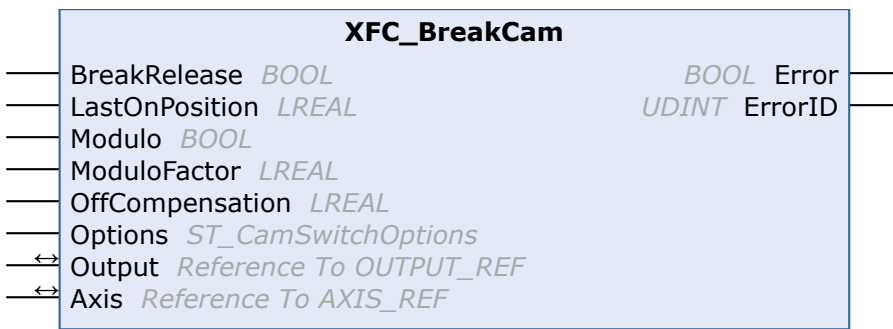 XFC_BreakCam
BreakRelease BOOL BOOL Error
LastOnPosition LREAL UDINT ErrorID
Modulo BOOL
ModuloFactor LREAL
OffCompensation LREAL
Options ST_CamSwitchOptions
Output Reference To OUTPUT_REF
Axis Reference To AXIS_REF